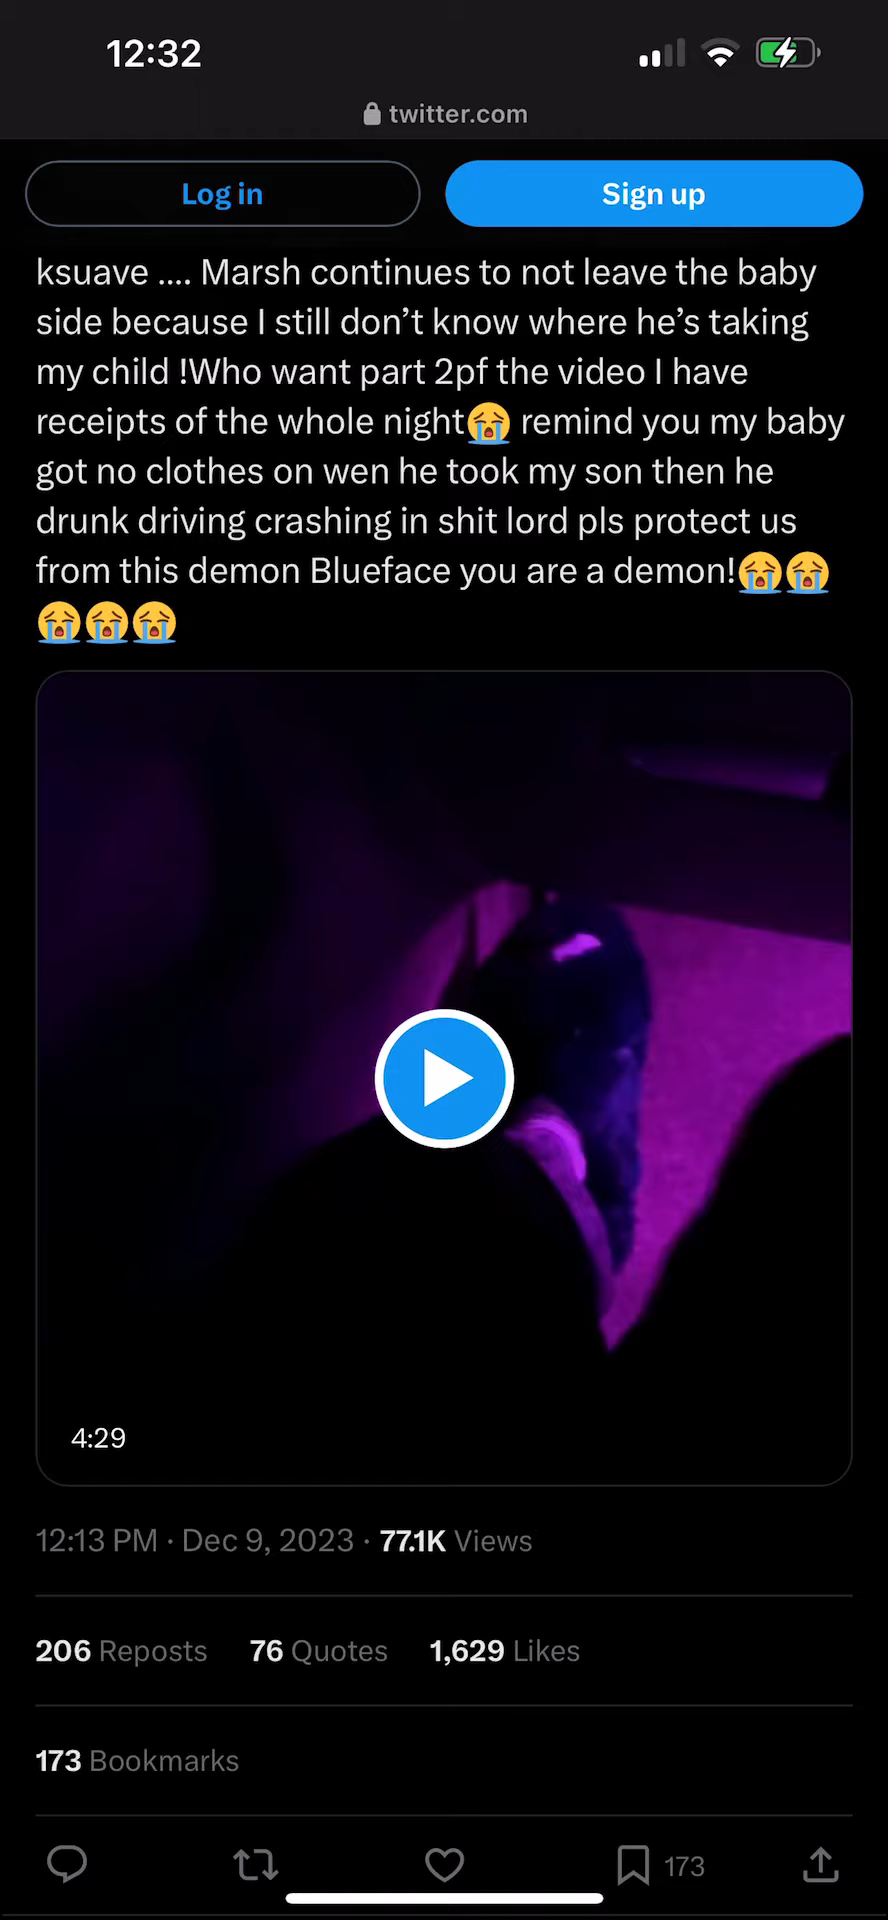 12:32
twitter.com
Log in
Sign up
ksuave .... Marsh continues to not leave the baby
side because I still don’t know where he’s taking
my child !Who want part 2pf the video I have
receipts of the whole night😭 remind you my baby
got no clothes on wen he took my son then he
drunk driving crashing in shit lord pls protect us
from this demon Blueface you are a demon!😭😭
😭😭😭
4:29
12:13 PM · Dec 9, 2023 · 77.1K Views
206 Reposts 76 Quotes 1,629 Likes
173 Bookmarks
173